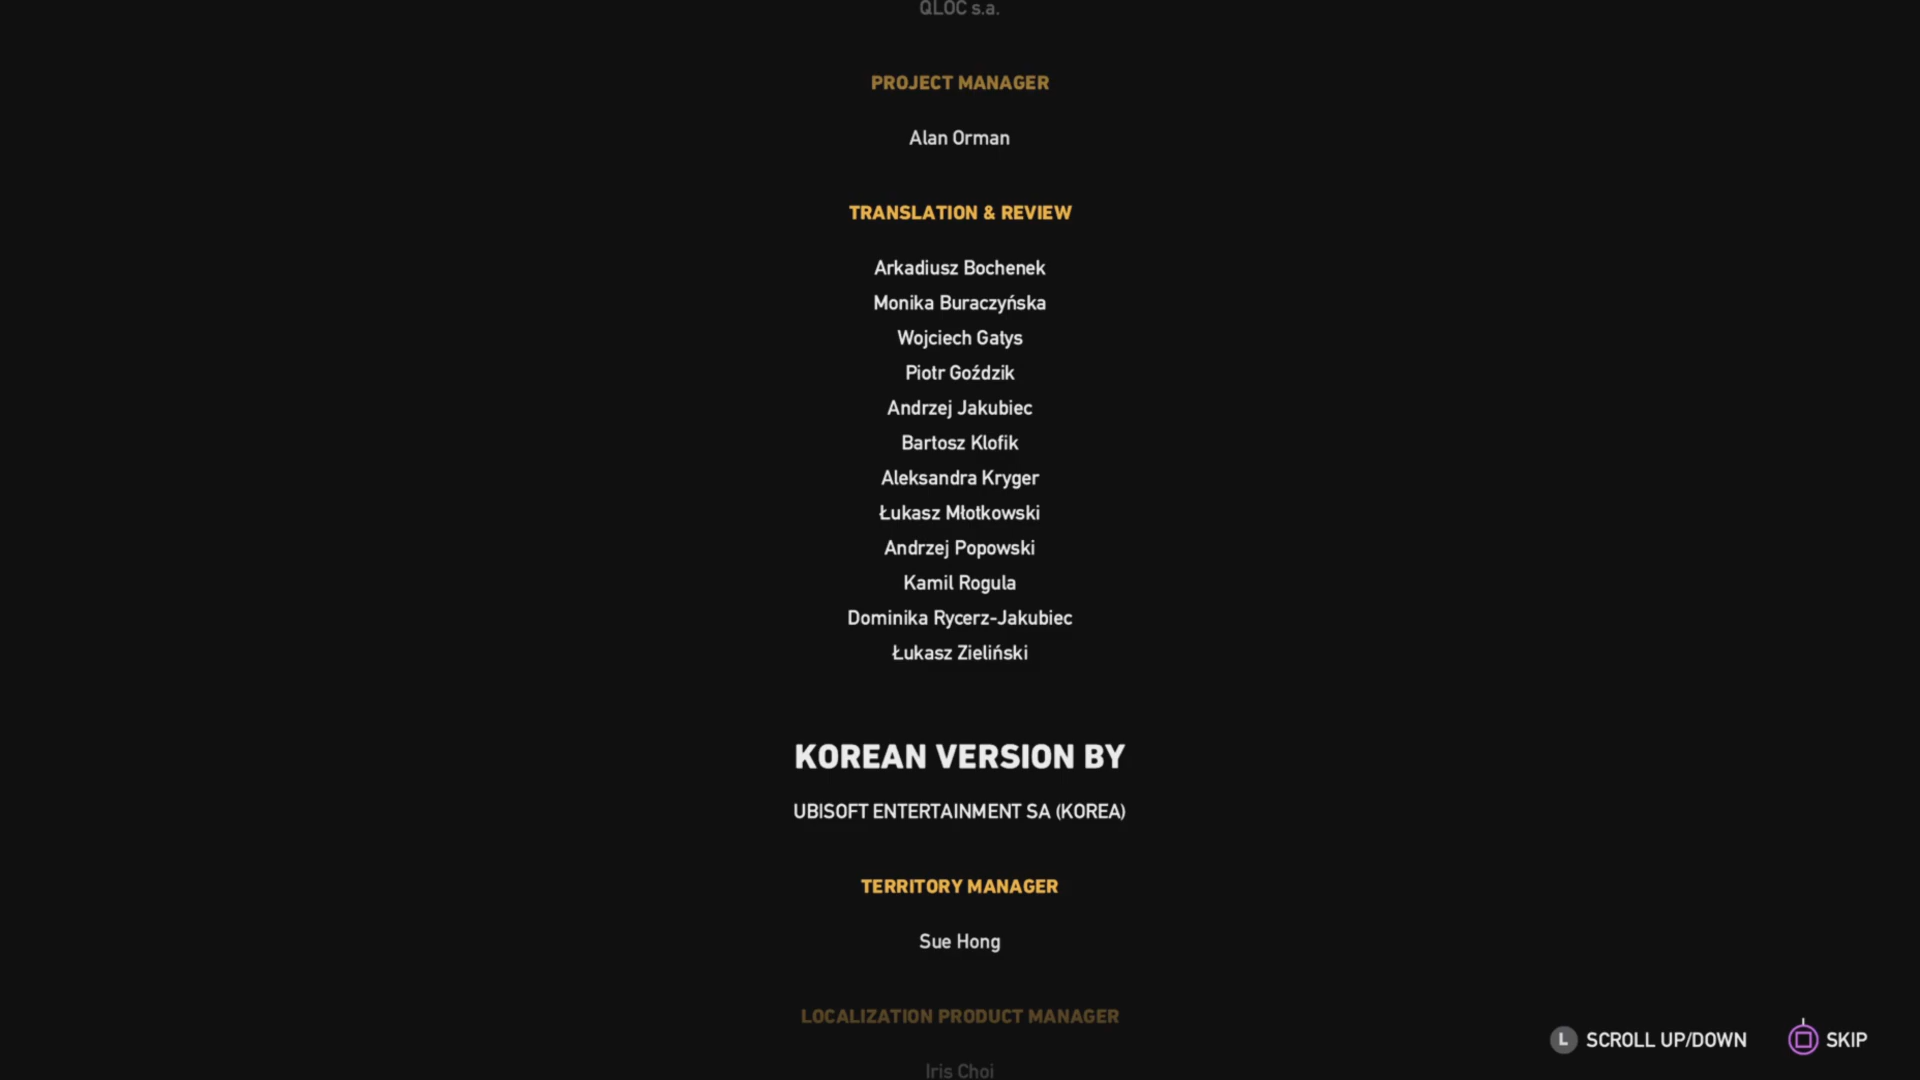 QLOC s.a.
PROJECT MANAGER
Alan Orman
TRANSLATION & REVIEW
Arkadiusz Bochenek
Monika Buraczyńska
Wojciech Gatys
Piotr Goździk
Andrzej Jakubiec
Bartosz Klofik
Aleksandra Kryger
Łukasz Młotkowski
Andrzej Popowski
Kamil Rogula
Dominika Rycerz-Jakubiec
Łukasz Zieliński
KOREAN VERSION BY
UBISOFT ENTERTAINMENT SA (KOREA)
TERRITORY MANAGER
Sue Hong
LOCALIZATION PRODUCT MANAGER
Iris Choi
L SCROLL UP/DOWN
SKIP